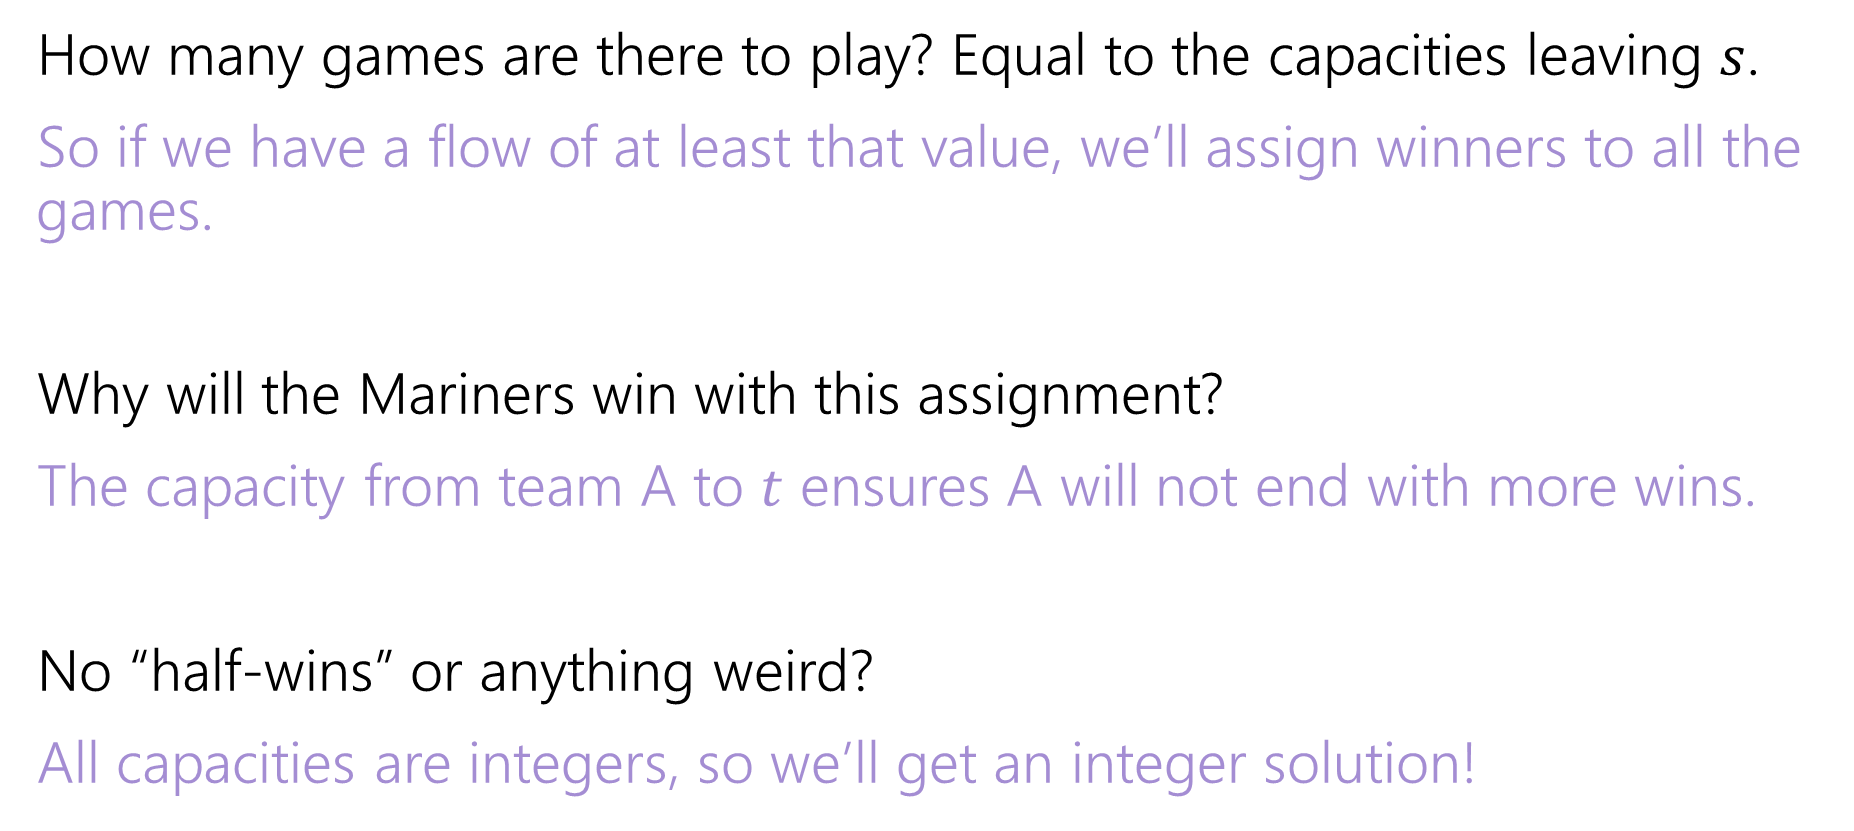 How many games are there to play? Equal to the capacities leaving s.
So if we have a flow of at least that value, we’ll assign winners to all the
games.
Why will the Mariners win with this assignment?
The capacity from team A to t ensures A will not end with more wins.
No “half-wins” or anything weird?
All capacities are integers, so we’ll get an integer solution!